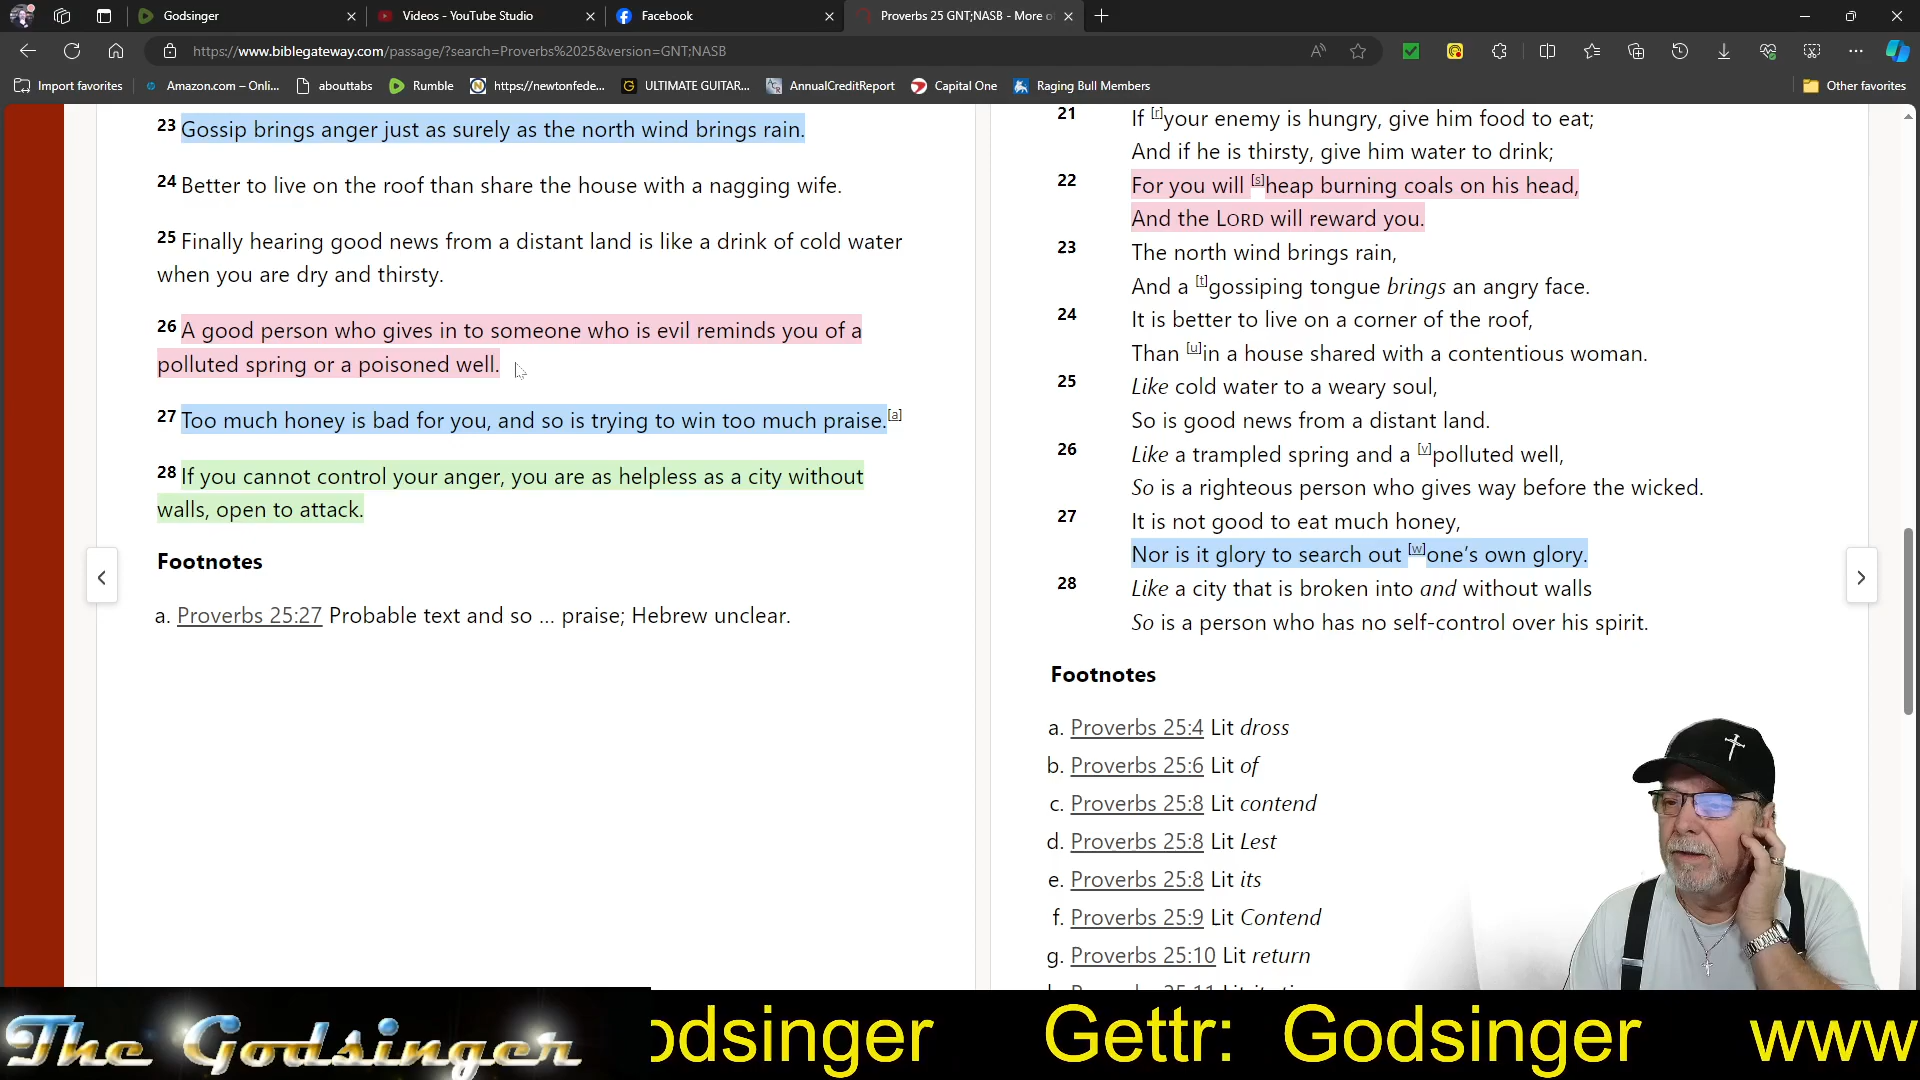 Godsinger
Videos - YouTube Studio
Facebook
Proverbs 25 GNT;NASB - More o
https://www.biblegateway.com/passage/?search=Proverbs%2025&version=GNT;NASB
Import favorites
Amazon.com – Onli...
abouttabs
Rumble
https://newtonfede...
ULTIMATE GUITAR...
AnnualCreditReport
Capital One
Raging Bull Members
Other favorites
23 Gossip brings anger just as surely as the north wind brings rain.
24 Better to live on the roof than share the house with a nagging wife.
25 Finally hearing good news from a distant land is like a drink of cold water
when you are dry and thirsty.
26 A good person who gives in to someone who is evil reminds you of a
polluted spring or a poisoned well.
27 Too much honey is bad for you, and so is trying to win too much praise.[a]
28 If you cannot control your anger, you are as helpless as a city without
walls, open to attack.
Footnotes
a. Proverbs 25:27 Probable text and so ... praise; Hebrew unclear.
21 If [r]your enemy is hungry, give him food to eat;
And if he is thirsty, give him water to drink;
22 For you will [s]heap burning coals on his head,
And the LORD will reward you.
23 The north wind brings rain,
And a [t]gossiping tongue brings an angry face.
24 It is better to live on a corner of the roof,
Than [u]in a house shared with a contentious woman.
25 Like cold water to a weary soul,
So is good news from a distant land.
26 Like a trampled spring and a [v]polluted well,
So is a righteous person who gives way before the wicked.
27 It is not good to eat much honey,
Nor is it glory to search out [w]one's own glory.
28 Like a city that is broken into and without walls
So is a person who has no self-control over his spirit.
Footnotes
a. Proverbs 25:4 Lit dross
b. Proverbs 25:6 Lit of
c. Proverbs 25:8 Lit contend
d. Proverbs 25:8 Lit Lest
e. Proverbs 25:8 Lit its
f. Proverbs 25:9 Lit Contend
g. Proverbs 25:10 Lit return
The Godsinger
odsinger Gettr: Godsinger www